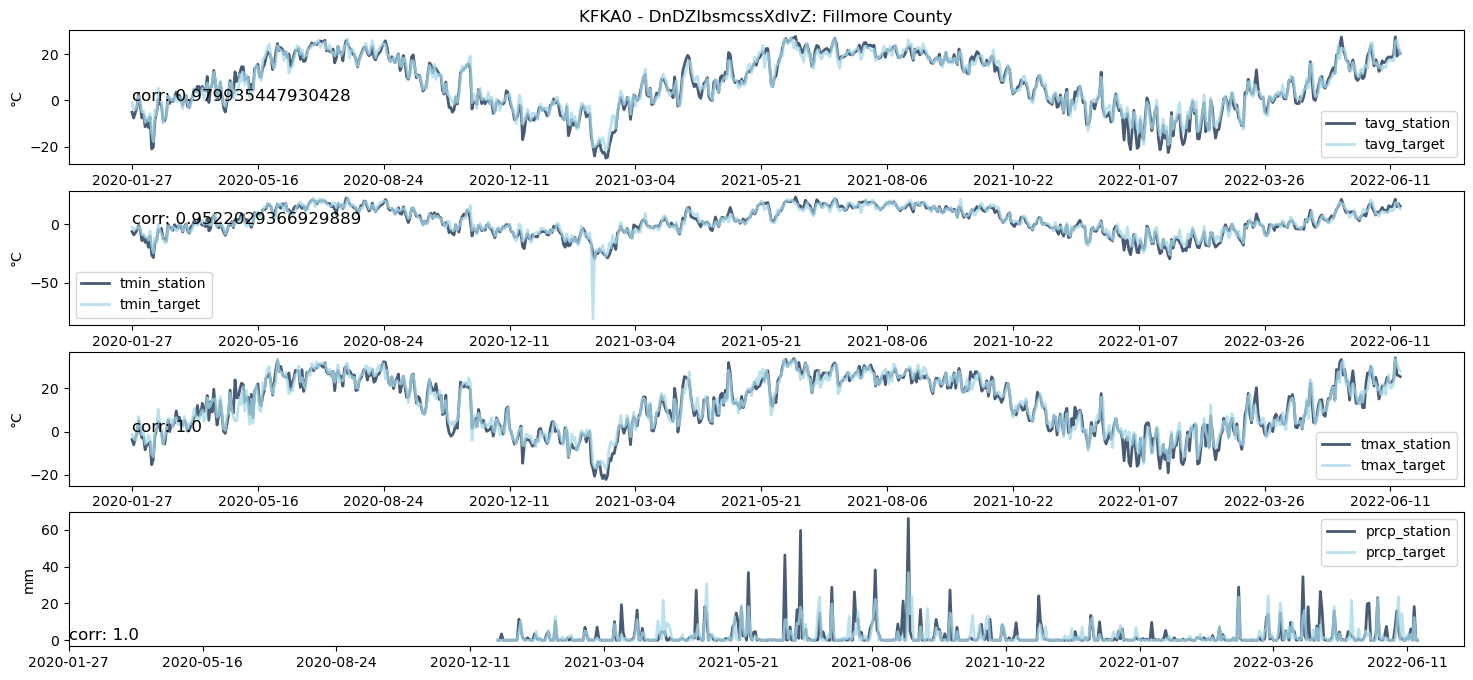 KFKA0 - DnDZIbsmcssXdlvZ: Fillmore County
20
0
−20
°C
corr: 0.979935447930428
tavg_station
tavg_target
2020-01-27 2020-05-16 2020-08-24 2020-12-11 2021-03-04 2021-05-21 2021-08-06 2021-10-22 2022-01-07 2022-03-26 2022-06-11
0
−50
°C
corr: 0.9522029366929889
tmin_station
tmin_target
2020-01-27 2020-05-16 2020-08-24 2020-12-11 2021-03-04 2021-05-21 2021-08-06 2021-10-22 2022-01-07 2022-03-26 2022-06-11
20
0
−20
°C
corr: 1.0
tmax_station
tmax_target
2020-01-27 2020-05-16 2020-08-24 2020-12-11 2021-03-04 2021-05-21 2021-08-06 2021-10-22 2022-01-07 2022-03-26 2022-06-11
60
40
20
0
mm
corr: 1.0
prcp_station
prcp_target
2020-01-27 2020-05-16 2020-08-24 2020-12-11 2021-03-04 2021-05-21 2021-08-06 2021-10-22 2022-01-07 2022-03-26 2022-06-11